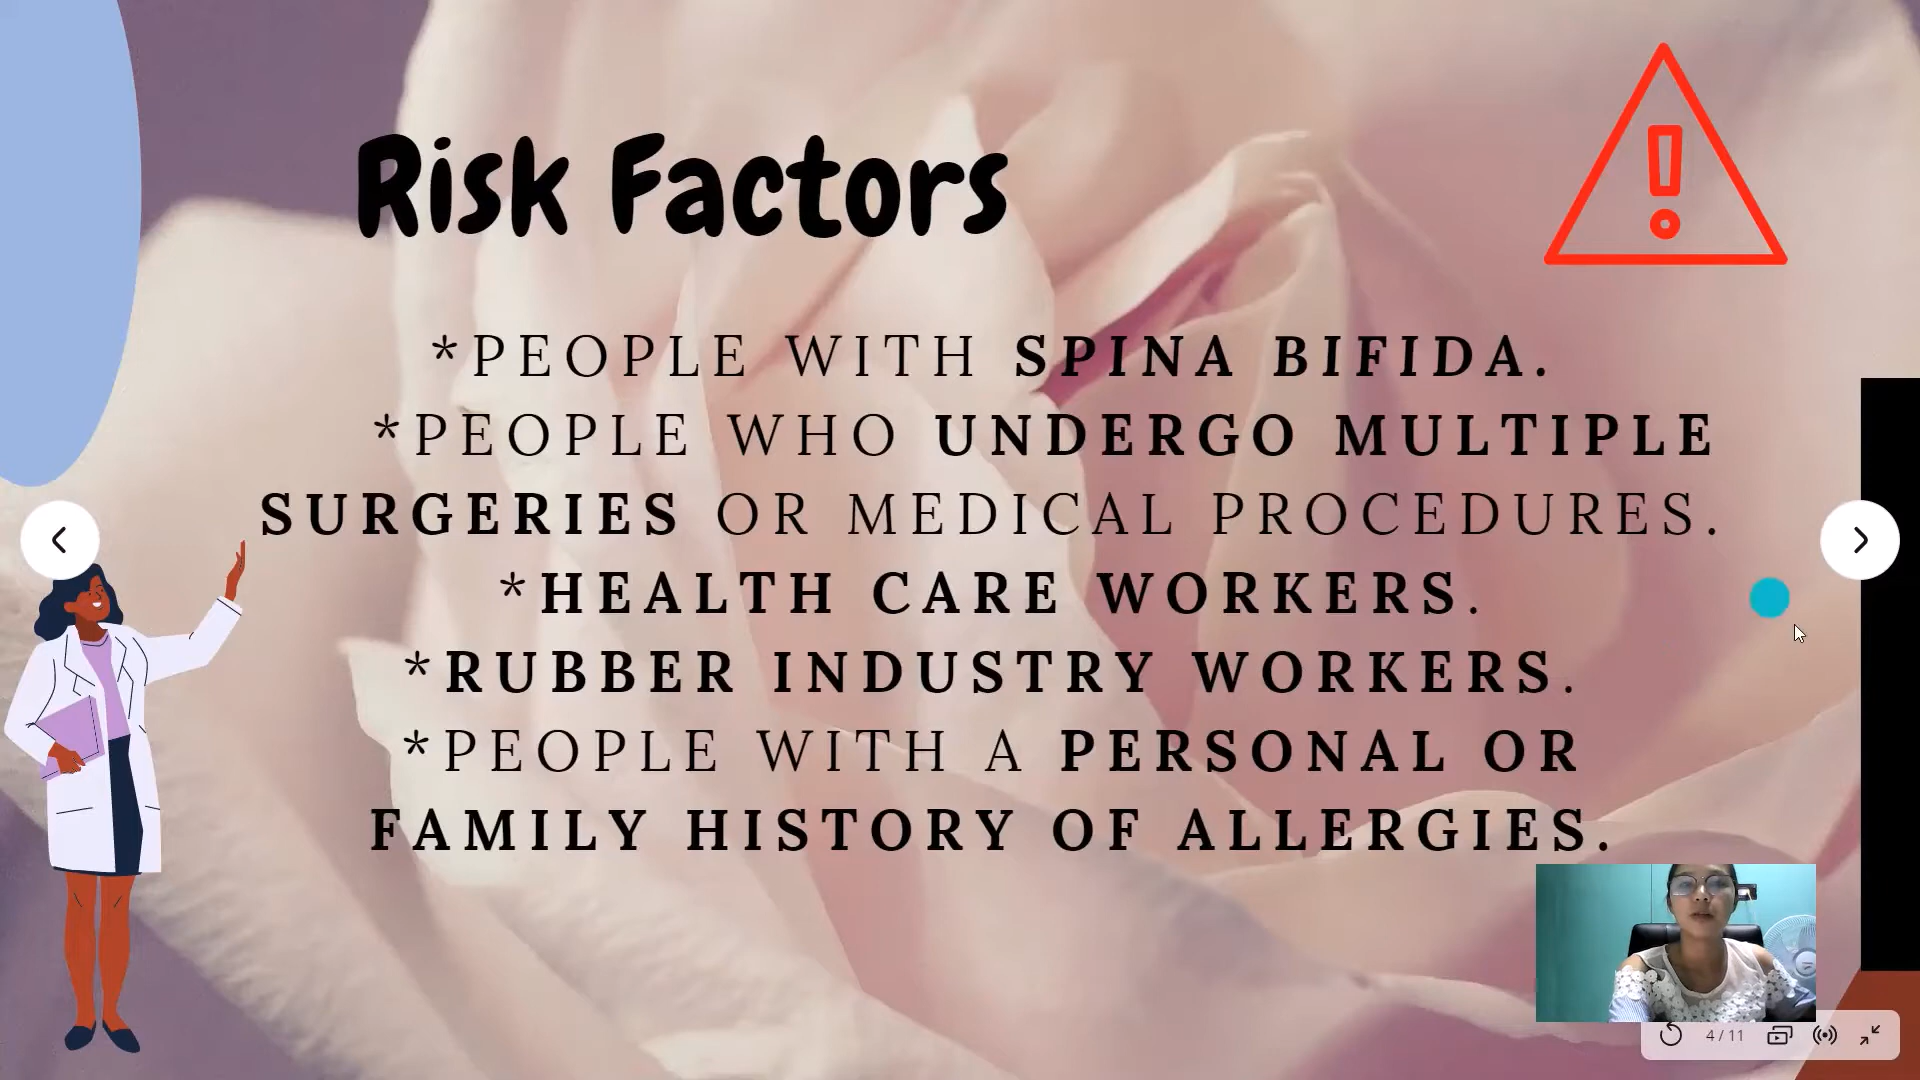 Risk Factors
*PEOPLE WITH SPINA BIFIDA.
*PEOPLE WHO UNDERGO MULTIPLE
SURGERIES OR MEDICAL PROCEDURES.
*HEALTH CARE WORKERS.
*RUBBER INDUSTRY WORKERS.
*PEOPLE WITH A PERSONAL OR
FAMILY HISTORY OF ALLERGIES.
4 / 11